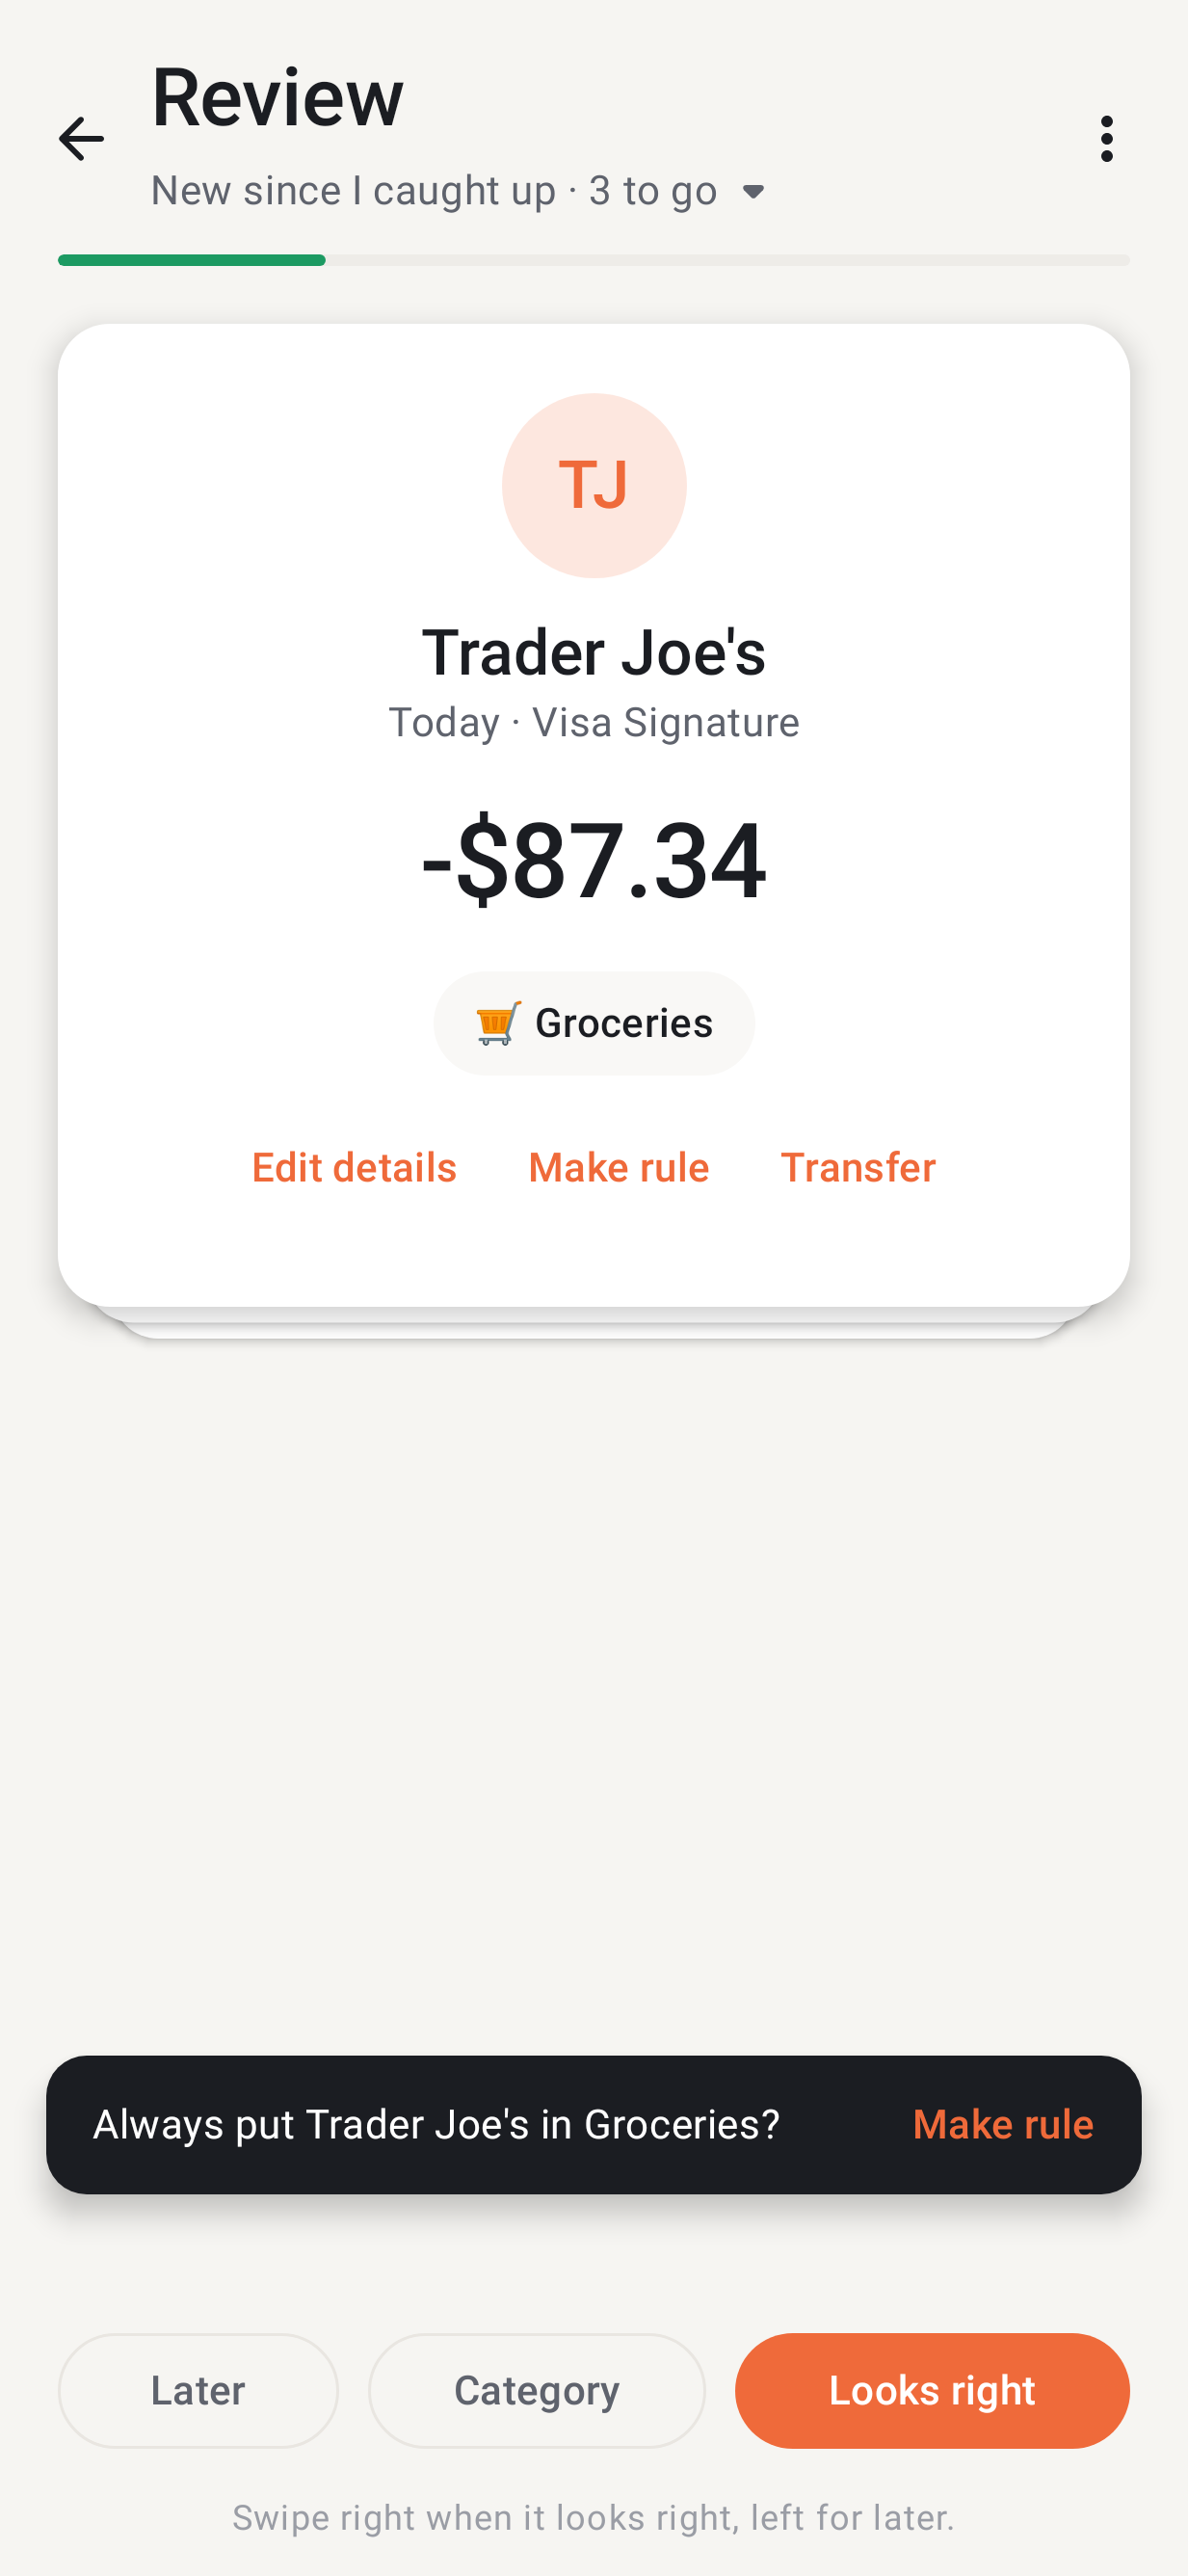 Review
New since I caught up · 3 to go
TJ
Trader Joe's
Today · Visa Signature
-$87.34
Groceries
Edit details Make rule Transfer
Always put Trader Joe's in Groceries? Make rule
Later Category Looks right
Swipe right when it looks right, left for later.